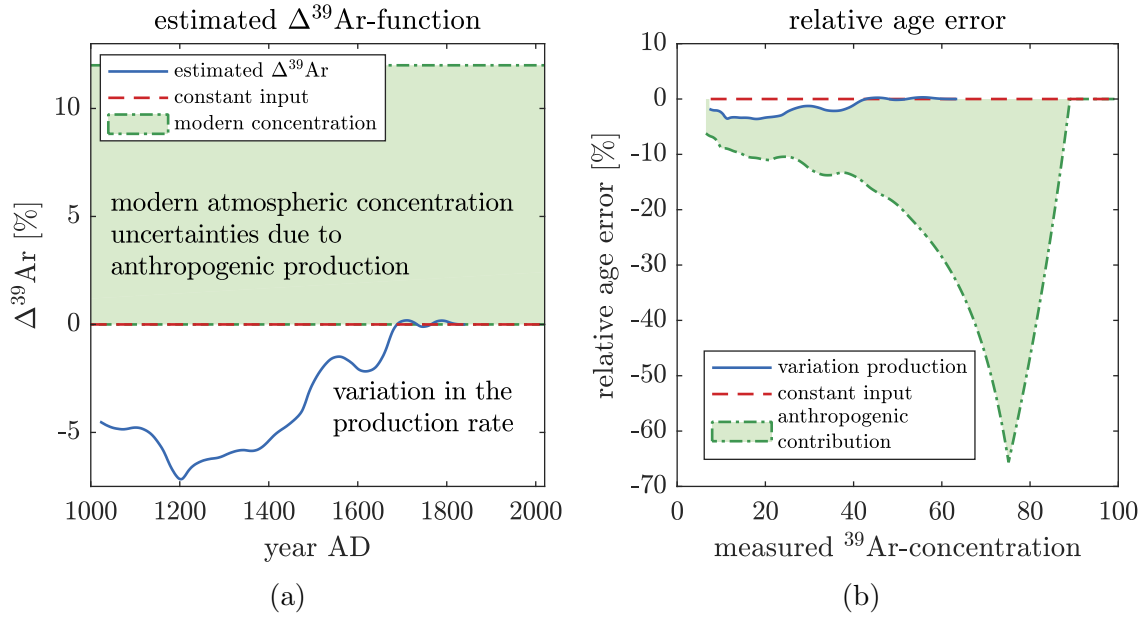 estimated Δ³⁹Ar-function
Δ³⁹Ar [%]
10
5
0
-5
estimated Δ³⁹Ar
constant input
modern concentration
modern atmospheric concentration
uncertainties due to
anthropogenic production
variation in the
production rate
1000 1200 1400 1600 1800 2000
year AD
(a)
relative age error
relative age error [%]
10
0
-10
-20
-30
-40
-50
-60
-70
variation production
constant input
anthropogenic
contribution
0 20 40 60 80 100
measured ³⁹Ar-concentration
(b)